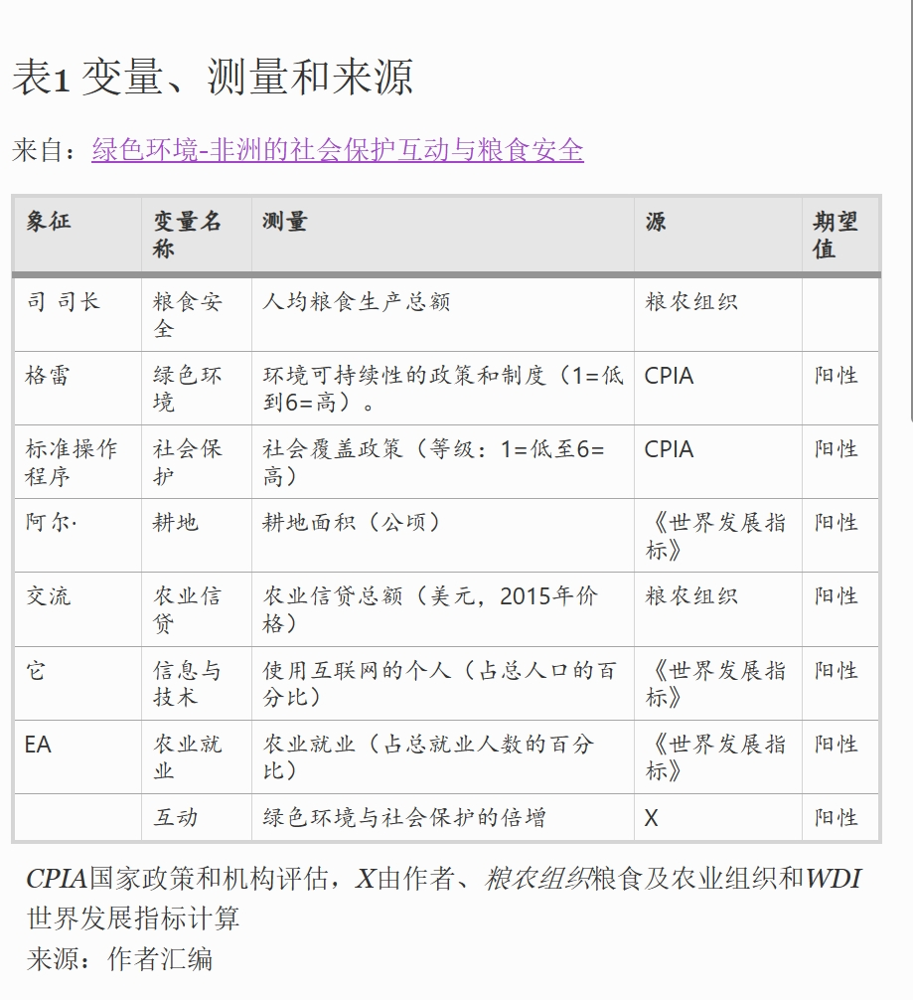 表1 变量、测量和来源
来自：绿色环境-非洲的社会保护互动与粮食安全
象征 变量名称 测量 源 期望值
司 司长 粮食安全 人均粮食生产总额 粮农组织
格雷 绿色环境 环境可持续性的政策和制度（1=低到6=高）。 CPIA 阳性
标准操作程序 社会保护 社会覆盖政策（等级：1=低至6=高） CPIA 阳性
阿尔· 耕地 耕地面积（公顷） 《世界发展指标》 阳性
交流 农业信贷 农业信贷总额（美元，2015年价格） 粮农组织 阳性
它 信息与技术 使用互联网的个人（占总人口的百分比） 《世界发展指标》 阳性
EA 农业就业 农业就业（占总就业人数的百分比） 《世界发展指标》 阳性
互动 绿色环境与社会保护的倍增 X 阳性
CPIA国家政策和机构评估，X由作者、粮农组织粮食及农业组织和WDI
世界发展指标计算
来源：作者汇编